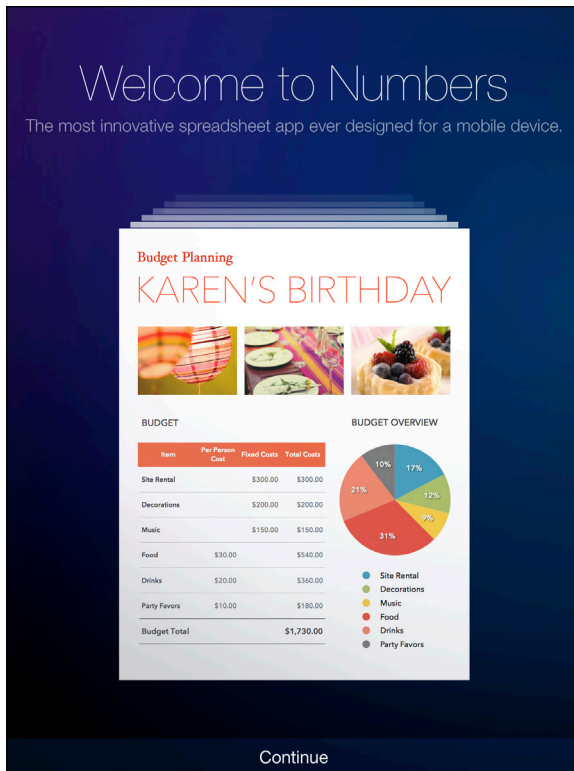 Welcome to Numbers
The most innovative spreadsheet app ever designed for a mobile device.
Budget Planning
KAREN'S BIRTHDAY
BUDGET
Item Per Person Cost Fixed Costs Total Costs
Site Rental $300.00 $300.00
Decorations $200.00 $200.00
Music $150.00 $150.00
Food $30.00 $540.00
Drinks $20.00 $360.00
Party Favors $10.00 $180.00
Budget Total $1,730.00
BUDGET OVERVIEW
10% 17%
21% 12%
9%
31%
Site Rental
Decorations
Music
Food
Drinks
Party Favors
Continue